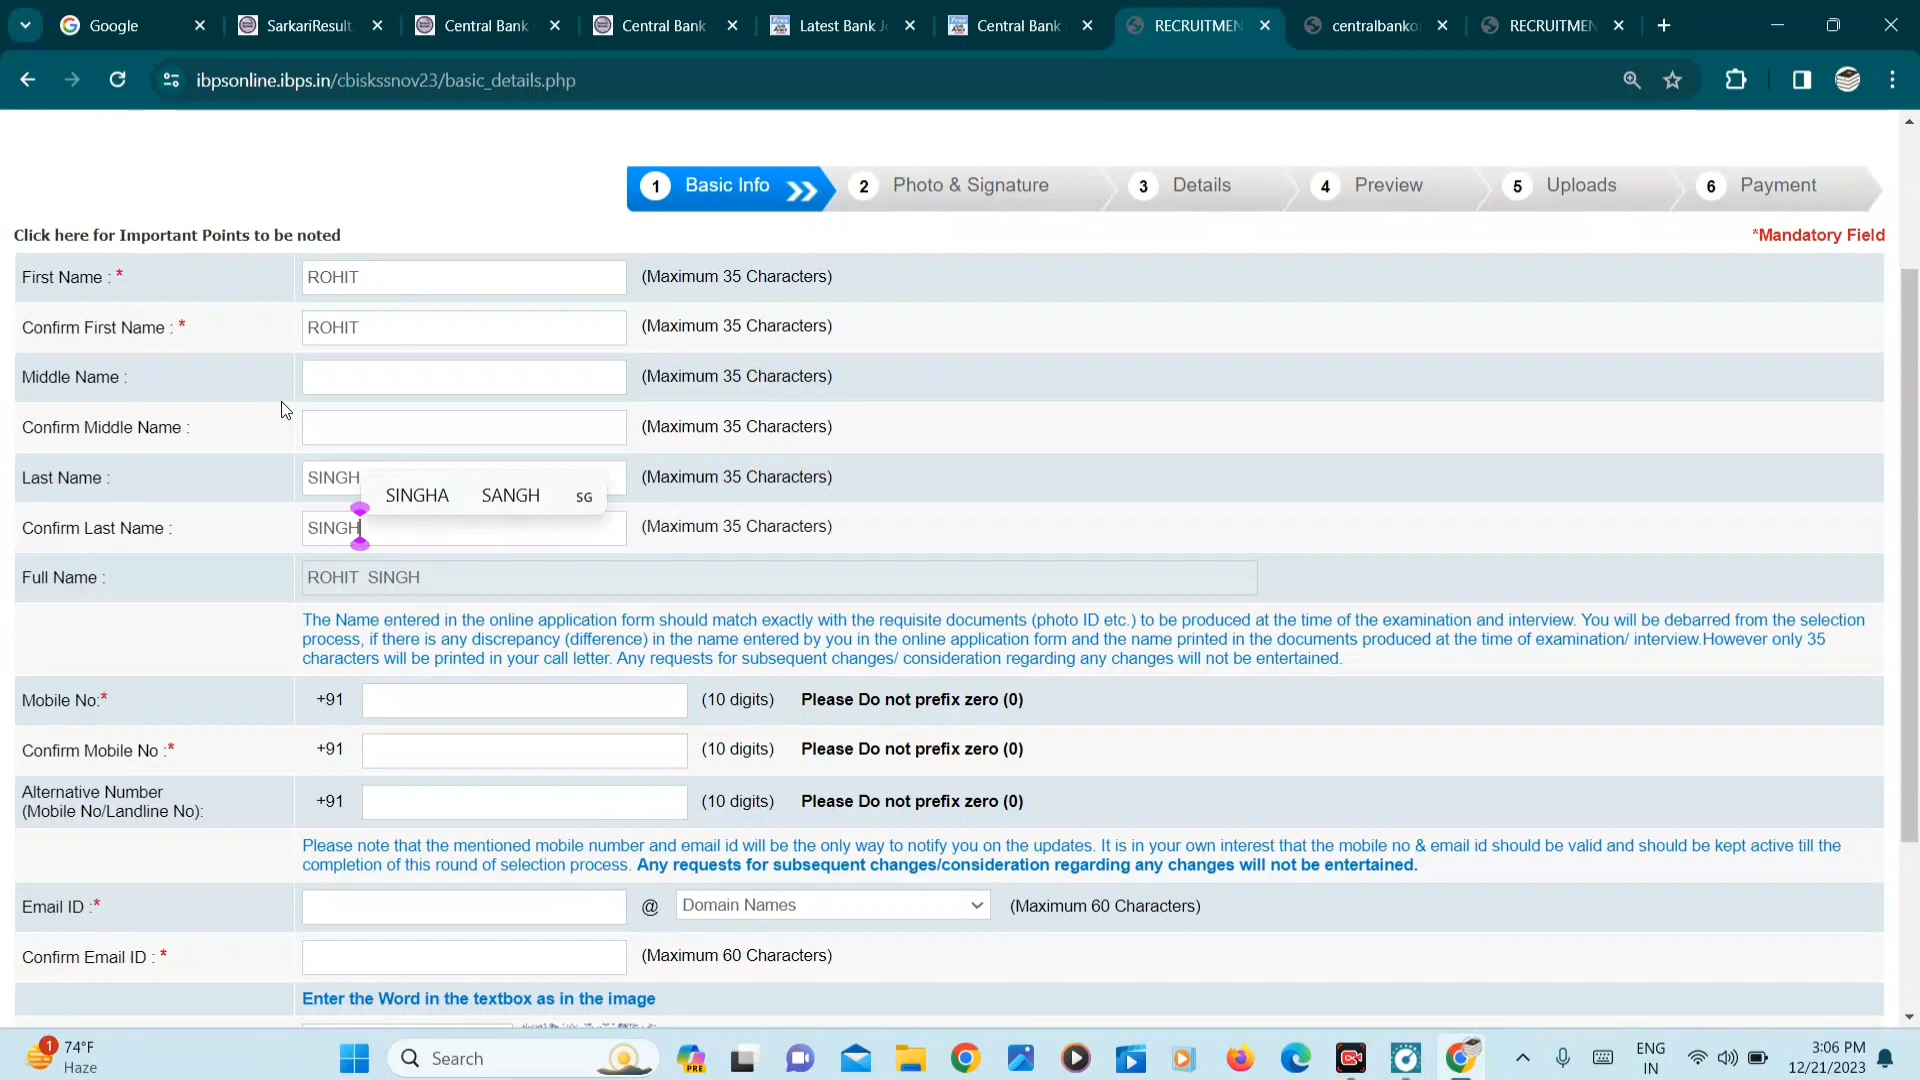 Google
SarkariResult
Central Bank
Central Bank
Latest Bank J
Central Bank
RECRUITMEN
centralbanko
RECRUITMEN
ibpsonline.ibps.in/cbiskssnov23/basic_details.php
1 Basic Info
2 Photo & Signature
3 Details
4 Preview
5 Uploads
6 Payment
Click here for Important Points to be noted
*Mandatory Field
First Name : * ROHIT (Maximum 35 Characters)
Confirm First Name : * ROHIT (Maximum 35 Characters)
Middle Name : (Maximum 35 Characters)
Confirm Middle Name : (Maximum 35 Characters)
Last Name : SINGH (Maximum 35 Characters)
SINGHA SANGH SG
Confirm Last Name : SINGH (Maximum 35 Characters)
Full Name : ROHIT SINGH
The Name entered in the online application form should match exactly with the requisite documents (photo ID etc.) to be produced at the time of the examination and interview. You will be debarred from the selection
process, if there is any discrepancy (difference) in the name entered by you in the online application form and the name printed in the documents produced at the time of examination/ interview.However only 35
characters will be printed in your call letter. Any requests for subsequent changes/ consideration regarding any changes will not be entertained.
Mobile No:* +91 (10 digits) Please Do not prefix zero (0)
Confirm Mobile No :* +91 (10 digits) Please Do not prefix zero (0)
Alternative Number
(Mobile No/Landline No): +91 (10 digits) Please Do not prefix zero (0)
Please note that the mentioned mobile number and email id will be the only way to notify you on the updates. It is in your own interest that the mobile no & email id should be valid and should be kept active till the
completion of this round of selection process. Any requests for subsequent changes/consideration regarding any changes will not be entertained.
Email ID :* @ Domain Names (Maximum 60 Characters)
Confirm Email ID : * (Maximum 60 Characters)
Enter the Word in the textbox as in the image
1
74°F
Haze
Search
PRE
ENG
IN
3:06 PM
12/21/2023